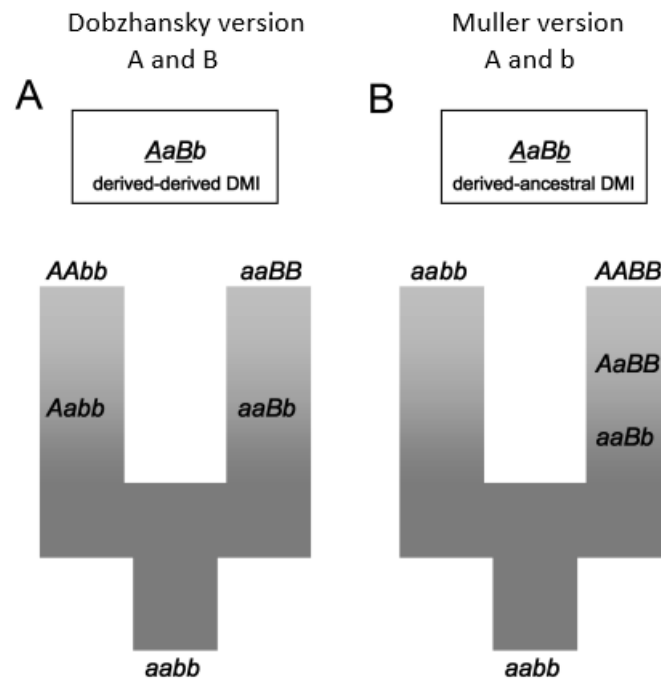 Dobzhansky version
A and B
A
AaBb
derived-derived DMI
AAbb
aaBB
Aabb
aaBb
aabb
Muller version
A and b
B
AaBb
derived-ancestral DMI
aabb
AABB
AaBB
aaBb
aabb